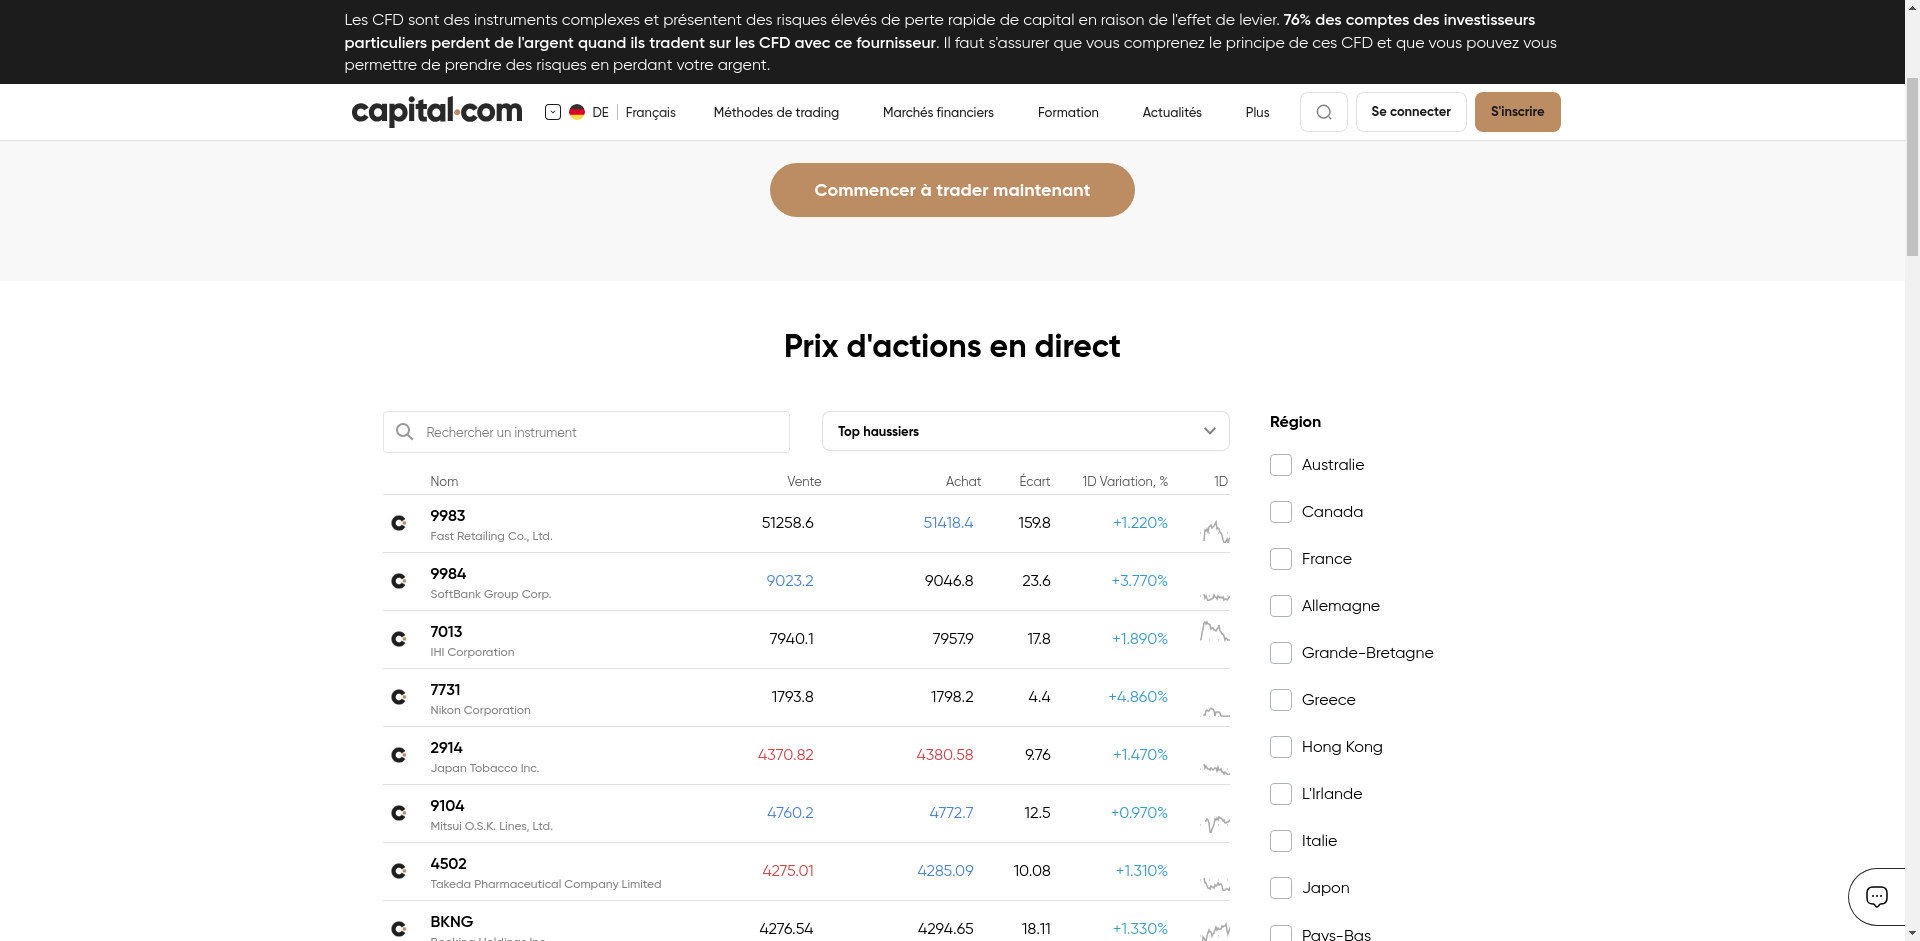 Les CFD sont des instruments complexes et présentent des risques élevés de perte rapide de capital en raison de l'effet de levier. 76% des comptes des investisseurs
particuliers perdent de l'argent quand ils tradent sur les CFD avec ce fournisseur. Il faut s'assurer que vous comprenez le principe de ces CFD et que vous pouvez vous
permettre de prendre des risques en perdant votre argent.
capital.com DE Français Méthodes de trading Marchés financiers Formation Actualités Plus Se connecter S'inscrire
Commencer à trader maintenant
Prix d'actions en direct
Rechercher un instrument
Top haussiers
Nom Vente Achat Écart 1D Variation, % 1D
9983 51258.6 51418.4 159.8 +1.220%
Fast Retailing Co., Ltd.
9984 9023.2 9046.8 23.6 +3.770%
SoftBank Group Corp.
7013 7940.1 7957.9 17.8 +1.890%
IHI Corporation
7731 1793.8 1798.2 4.4 +4.860%
Nikon Corporation
2914 4370.82 4380.58 9.76 +1.470%
Japan Tobacco Inc.
9104 4760.2 4772.7 12.5 +0.970%
Mitsui O.S.K. Lines, Ltd.
4502 4275.01 4285.09 10.08 +1.310%
Takeda Pharmaceutical Company Limited
BKNG 4276.54 4294.65 18.11 +1.330%
Booking Holdings Inc.
Région
Australie
Canada
France
Allemagne
Grande-Bretagne
Greece
Hong Kong
L'Irlande
Italie
Japon
Pays-Bas